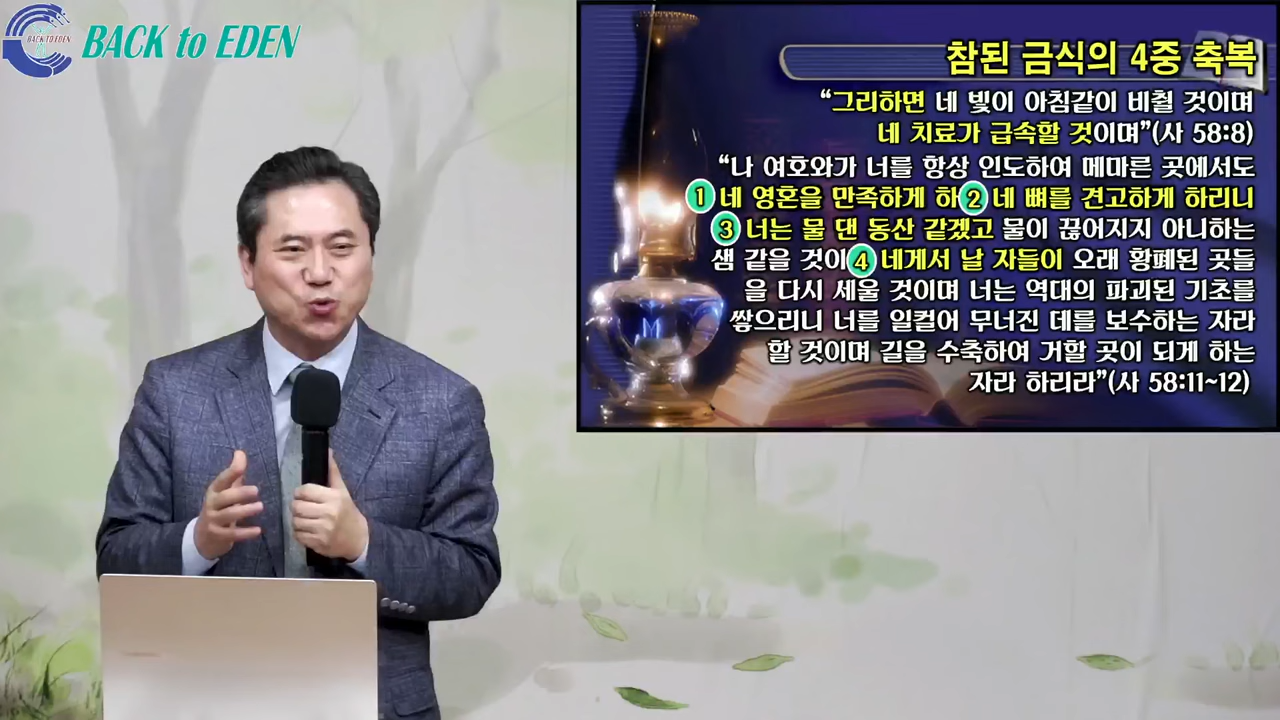 BACK TO EDEN
BACK to EDEN
참된 금식의 4중 축복
“그리하면 네 빛이 아침같이 비췰 것이며
네 치료가 급속할 것이며”(사 58:8)
“나 여호와가 너를 항상 인도하여 메마른 곳에서도
① 네 영혼을 만족하게 하② 네 뼈를 견고하게 하리니
③ 너는 물 댄 동산 같겠고 물이 끊어지지 아니하는
샘 같을 것이④ 네게서 날 자들이 오래 황폐된 곳들
을 다시 세울 것이며 너는 역대의 파괴된 기초를
쌓으리니 너를 일컬어 무너진 데를 보수하는 자라
할 것이며 길을 수축하여 거할 곳이 되게 하는
자라 하리라”(사 58:11~12)